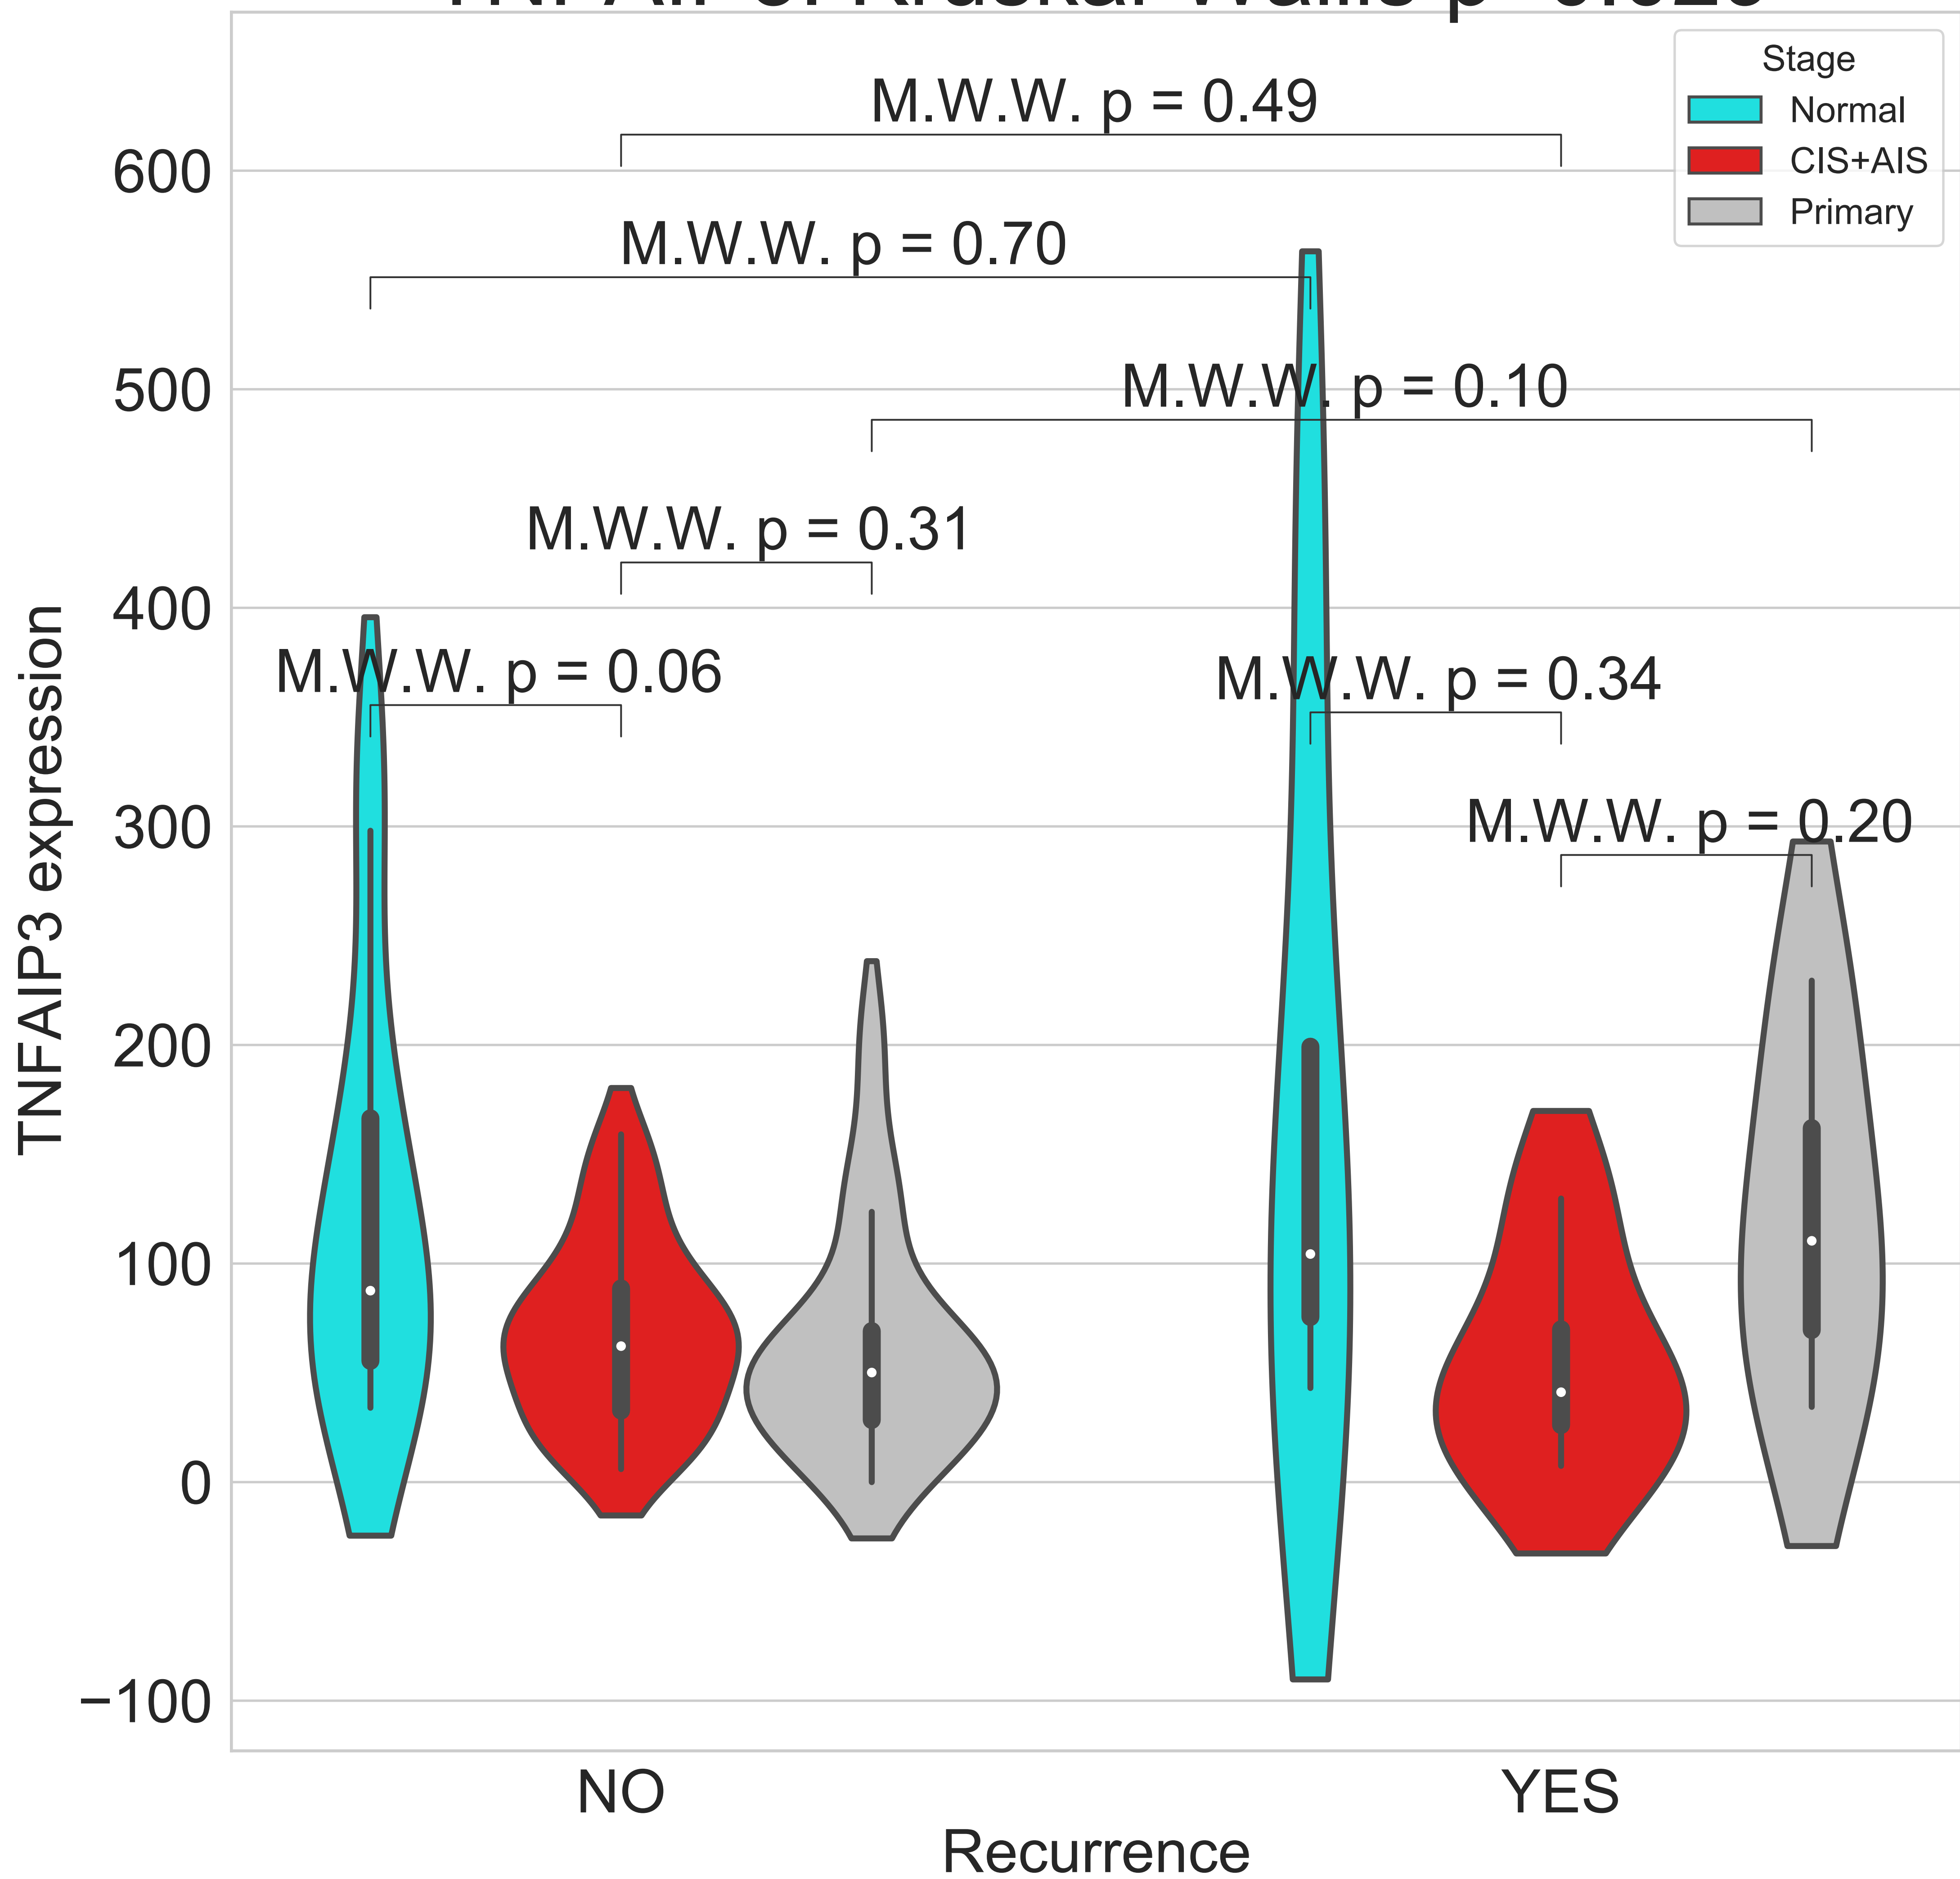 Stage
Normal
CIS+AIS
Primary
M.W.W. p = 0.49
M.W.W. p = 0.70
M.W.W. p = 0.10
M.W.W. p = 0.31
M.W.W. p = 0.06
M.W.W. p = 0.34
M.W.W. p = 0.20
600
500
400
300
200
100
0
−100
TNFAIP3 expression
NO
YES
Recurrence